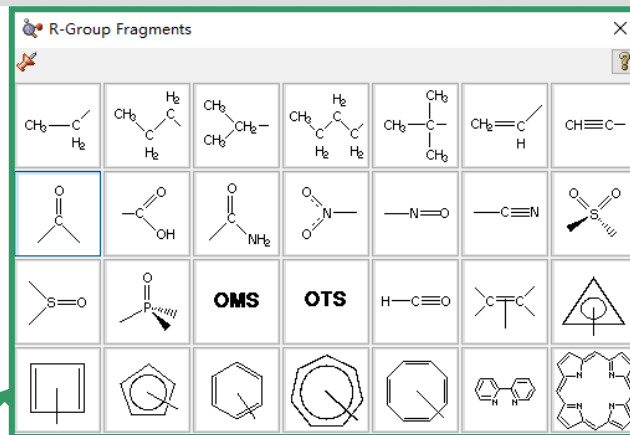 R-Group Fragments
CH₃ C H₂
CH₃ C H₂ C H₂
CH₃ CH₃ CH₂
CH₃ C H₂ C H₂ C H₂
CH₃ CH₃ C CH₃
CH₂ C H
CH C
O C
C O OH
O C NH₂
O N O
N O
C N
O O S
S O
O P
OMS
OTS
H C O
C C
N N
N N N N